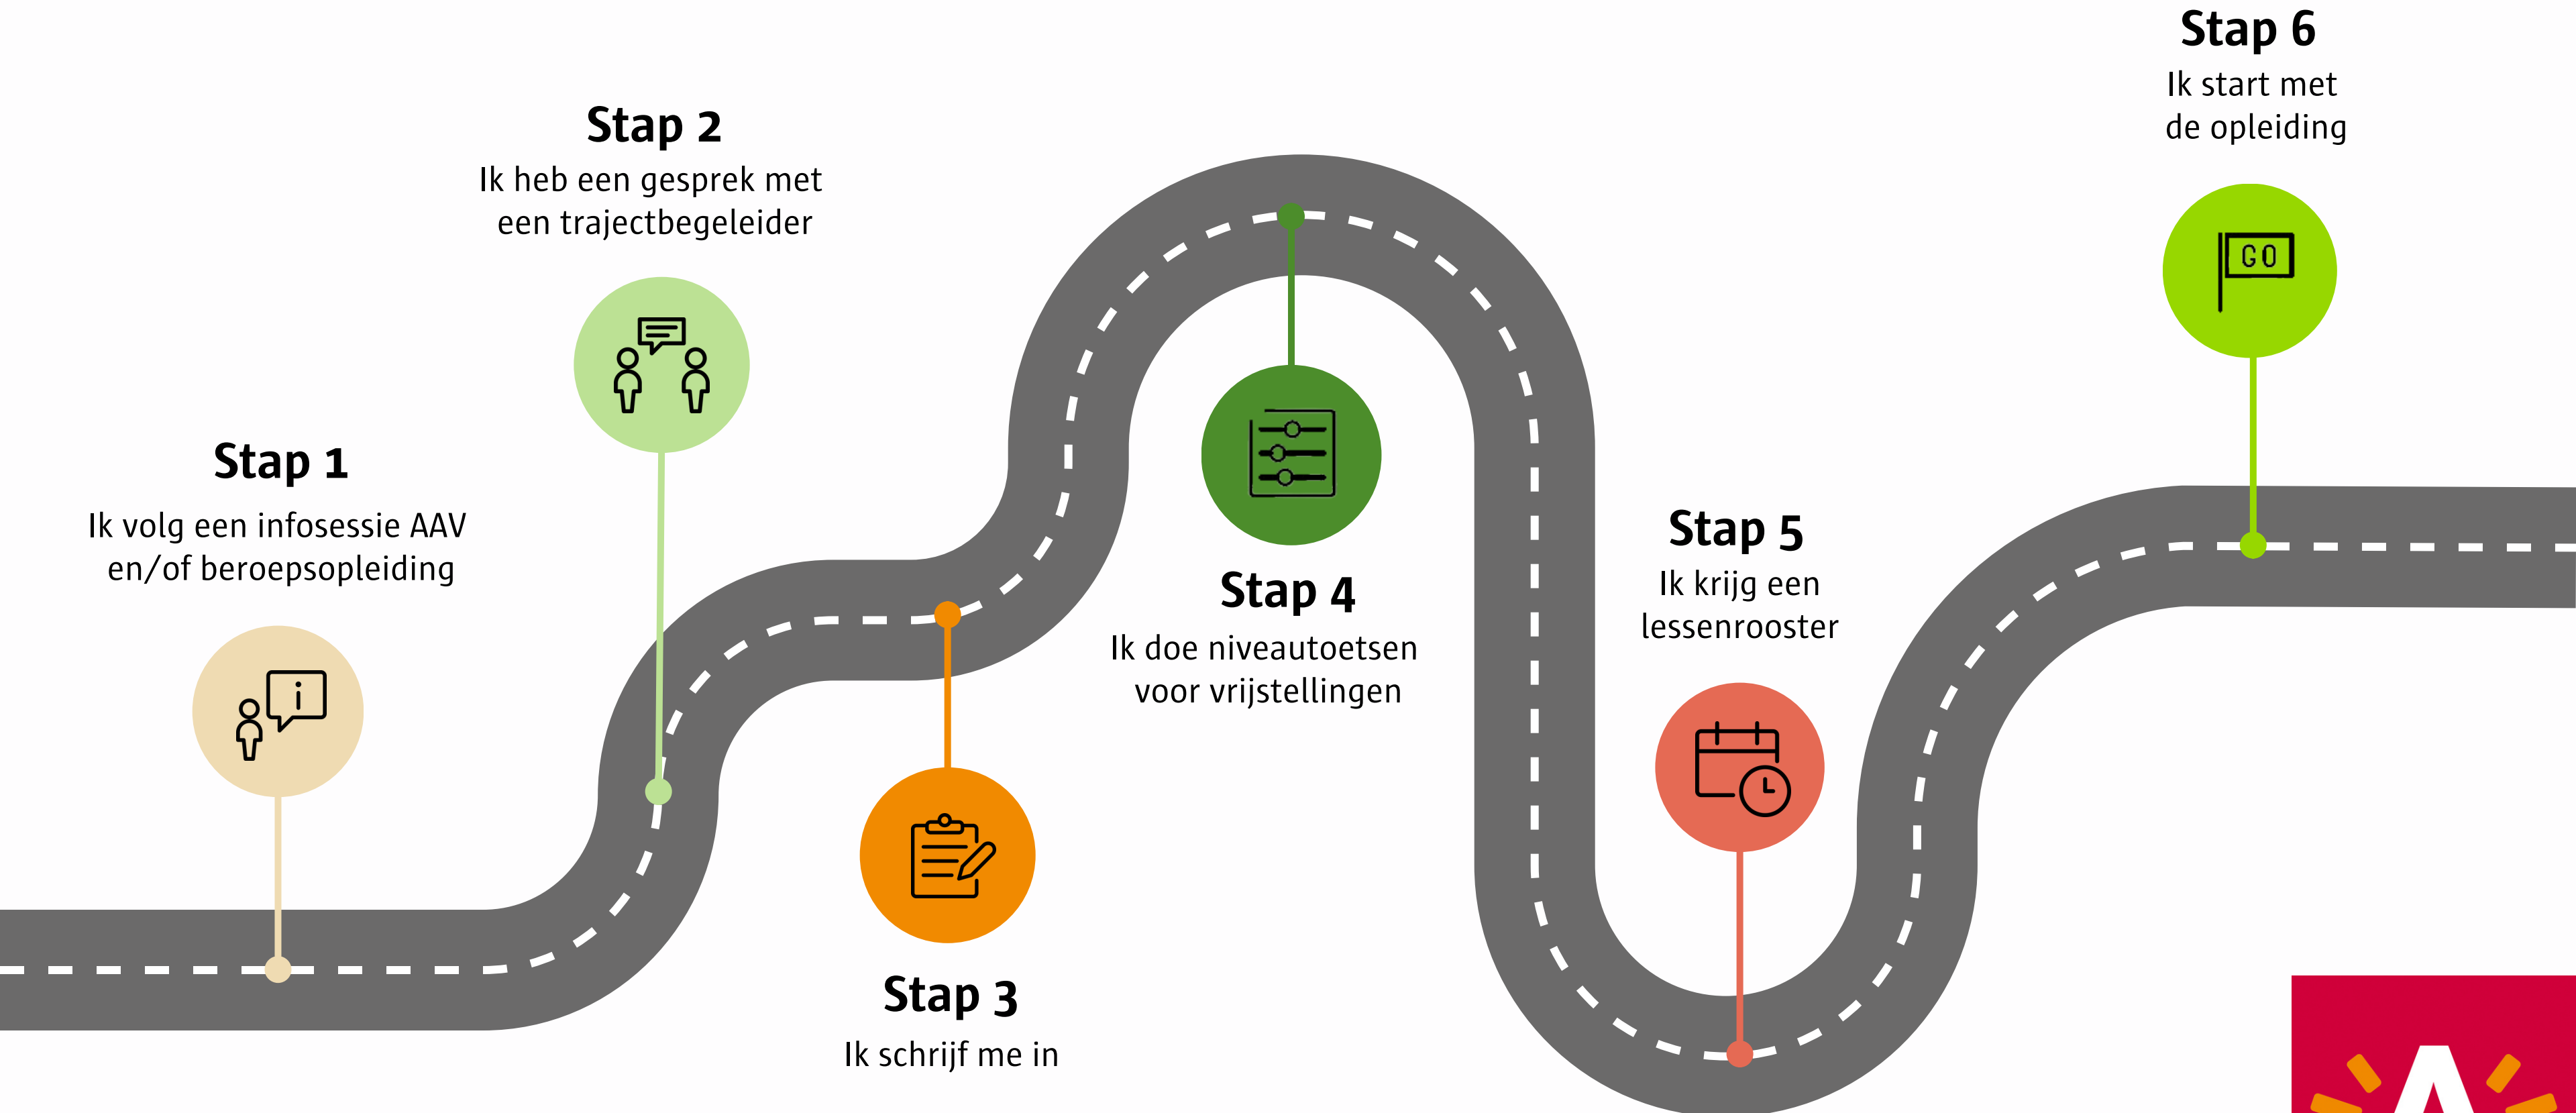 Stap 1
Ik volg een infosessie AAV
en/of beroepsopleiding
i
Stap 2
Ik heb een gesprek met
een trajectbegeleider
Stap 3
Ik schrijf me in
Stap 4
Ik doe niveautoetsen
voor vrijstellingen
Stap 5
Ik krijg een
lessenrooster
Stap 6
Ik start met
de opleiding
GO
A